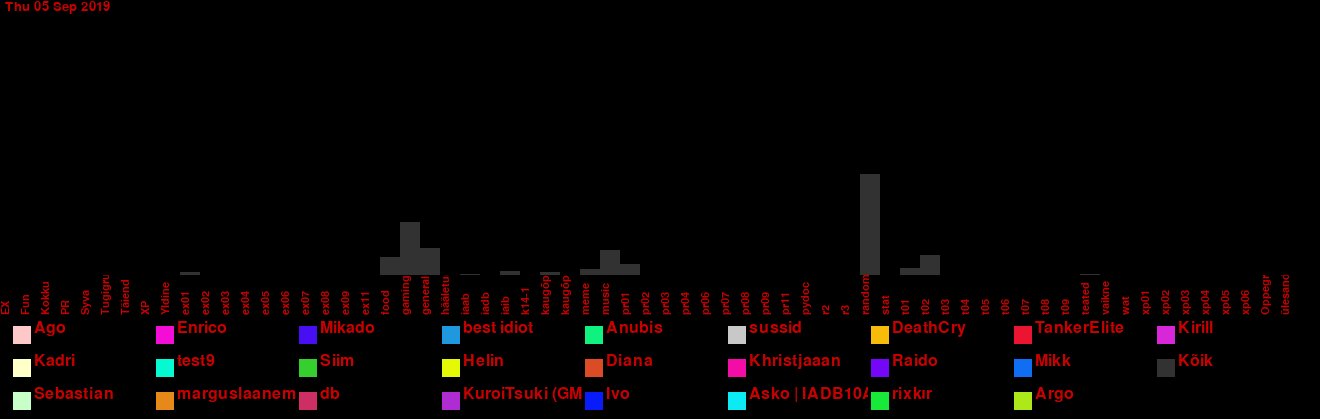 Thu 05 Sep 2019
EX Fun Kokku PR Syva Tugigru Täiend XP Yldine ex01 ex02 ex03 ex04 ex05 ex06 ex07 ex08 ex09 ex11 food gaming general hääletu iaab iadb iaib k14-1 kaugõp kaugõp meme music pr01 pr02 pr03 pr04 pr06 pr07 pr08 pr09 pr11 pydoc r2 r3 random stat t01 t02 t03 t04 t05 t06 t07 t08 t09 teated vaikne wat xp01 xp02 xp03 xp04 xp05 xp06 Oppegr ülesand
Ago Enrico Mikado best idiot Anubis sussid DeathCry TankerElite Kirill
Kadri test9 Siim Helin Diana Khristjaaan Raido Mikk Kõik
Sebastian marguslaanem db KuroiTsuki (GM Ivo Asko | IADB10A rixkir Argo